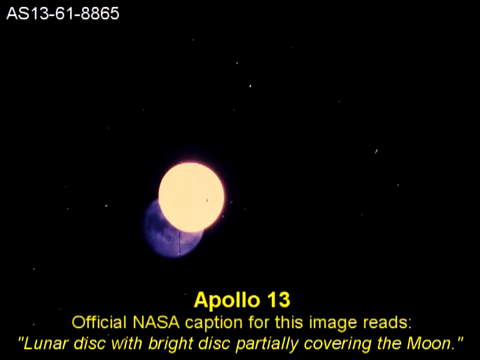 AS13-61-8865
Apollo 13
Official NASA caption for this image reads:
"Lunar disc with bright disc partially covering the Moon."